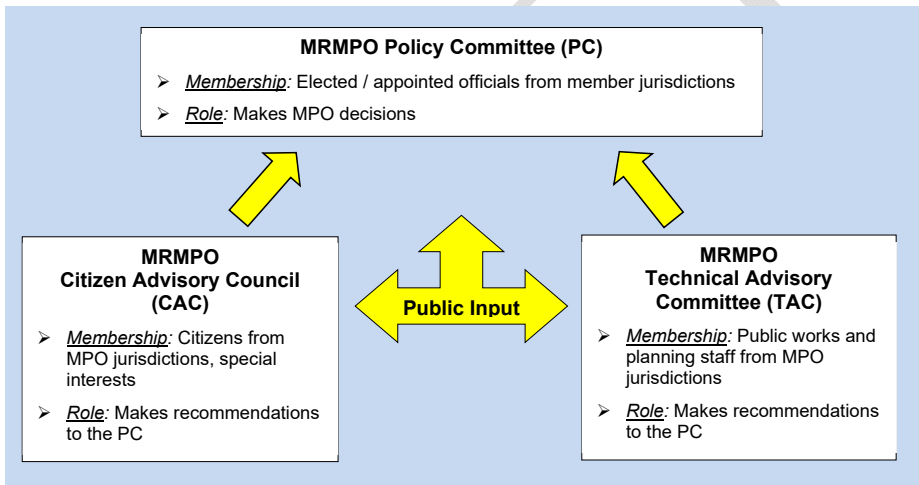 MRMPO Policy Committee (PC)
➢ Membership: Elected / appointed officials from member jurisdictions
➢ Role: Makes MPO decisions
MRMPO
Citizen Advisory Council
(CAC)
➢ Membership: Citizens from
MPO jurisdictions, special
interests
➢ Role: Makes recommendations
to the PC
Public Input
MRMPO
Technical Advisory
Committee (TAC)
➢ Membership: Public works and
planning staff from MPO
jurisdictions
➢ Role: Makes recommendations
to the PC